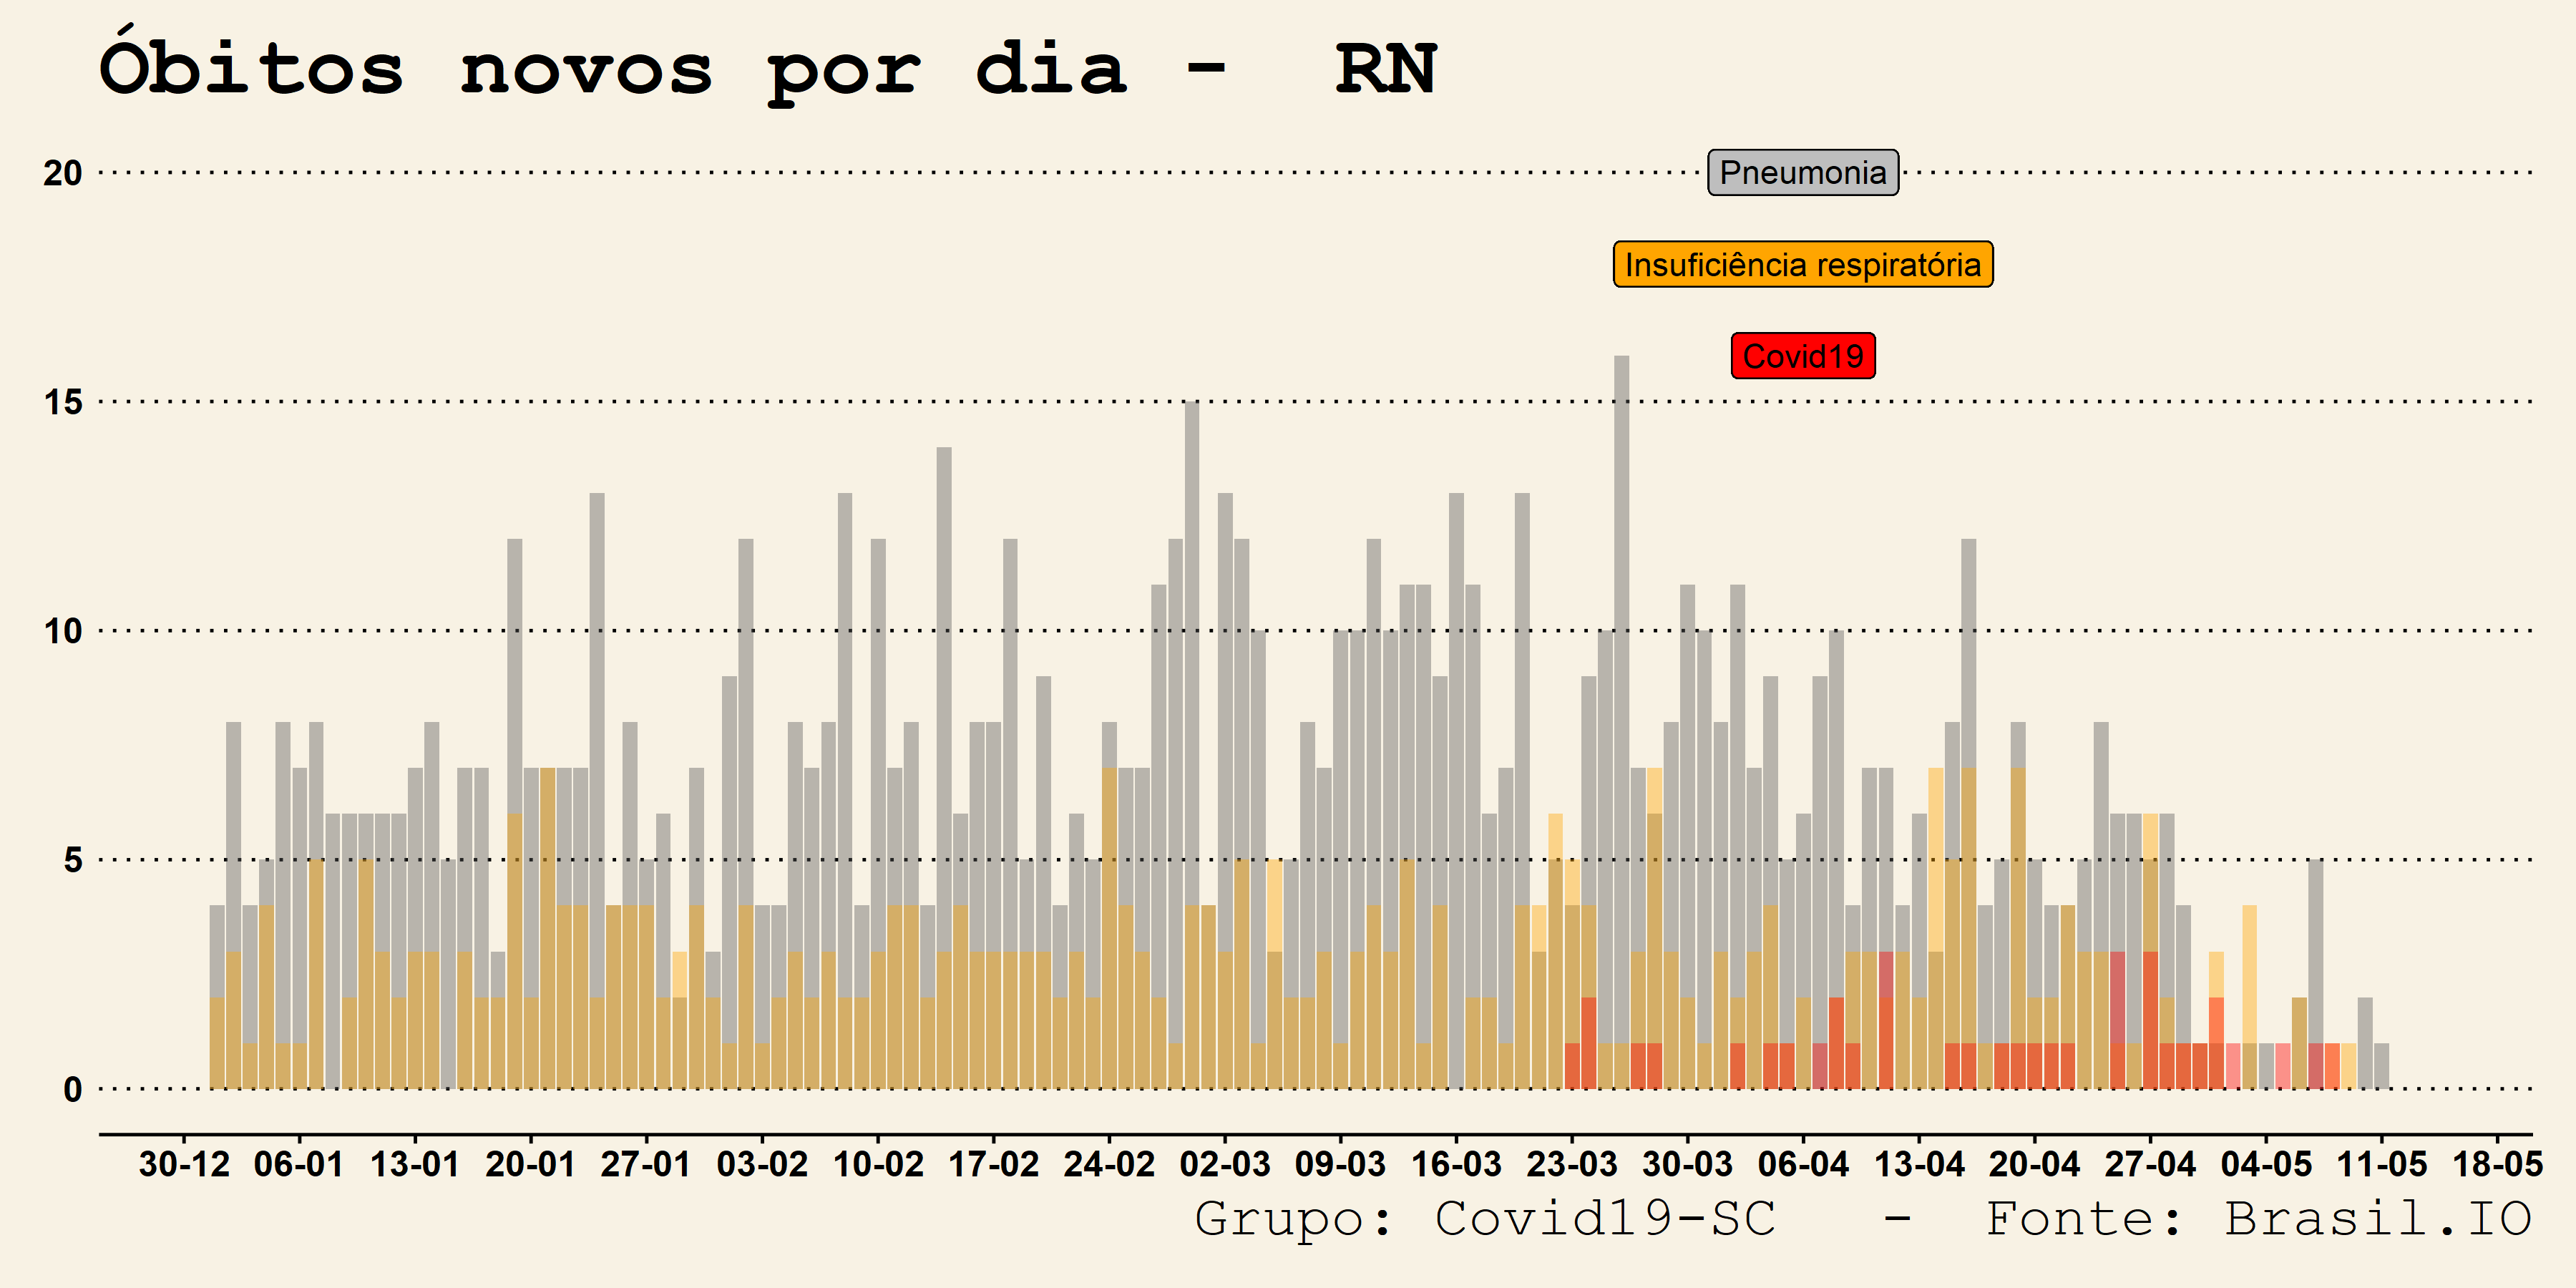 Óbitos novos por dia - RN
20
Pneumonia
Insuficiência respiratória
Covid19
15
10
5
0
30-12 06-01 13-01 20-01 27-01 03-02 10-02 17-02 24-02 02-03 09-03 16-03 23-03 30-03 06-04 13-04 20-04 27-04 04-05 11-05 18-05
Grupo: Covid19-SC - Fonte: Brasil.IO